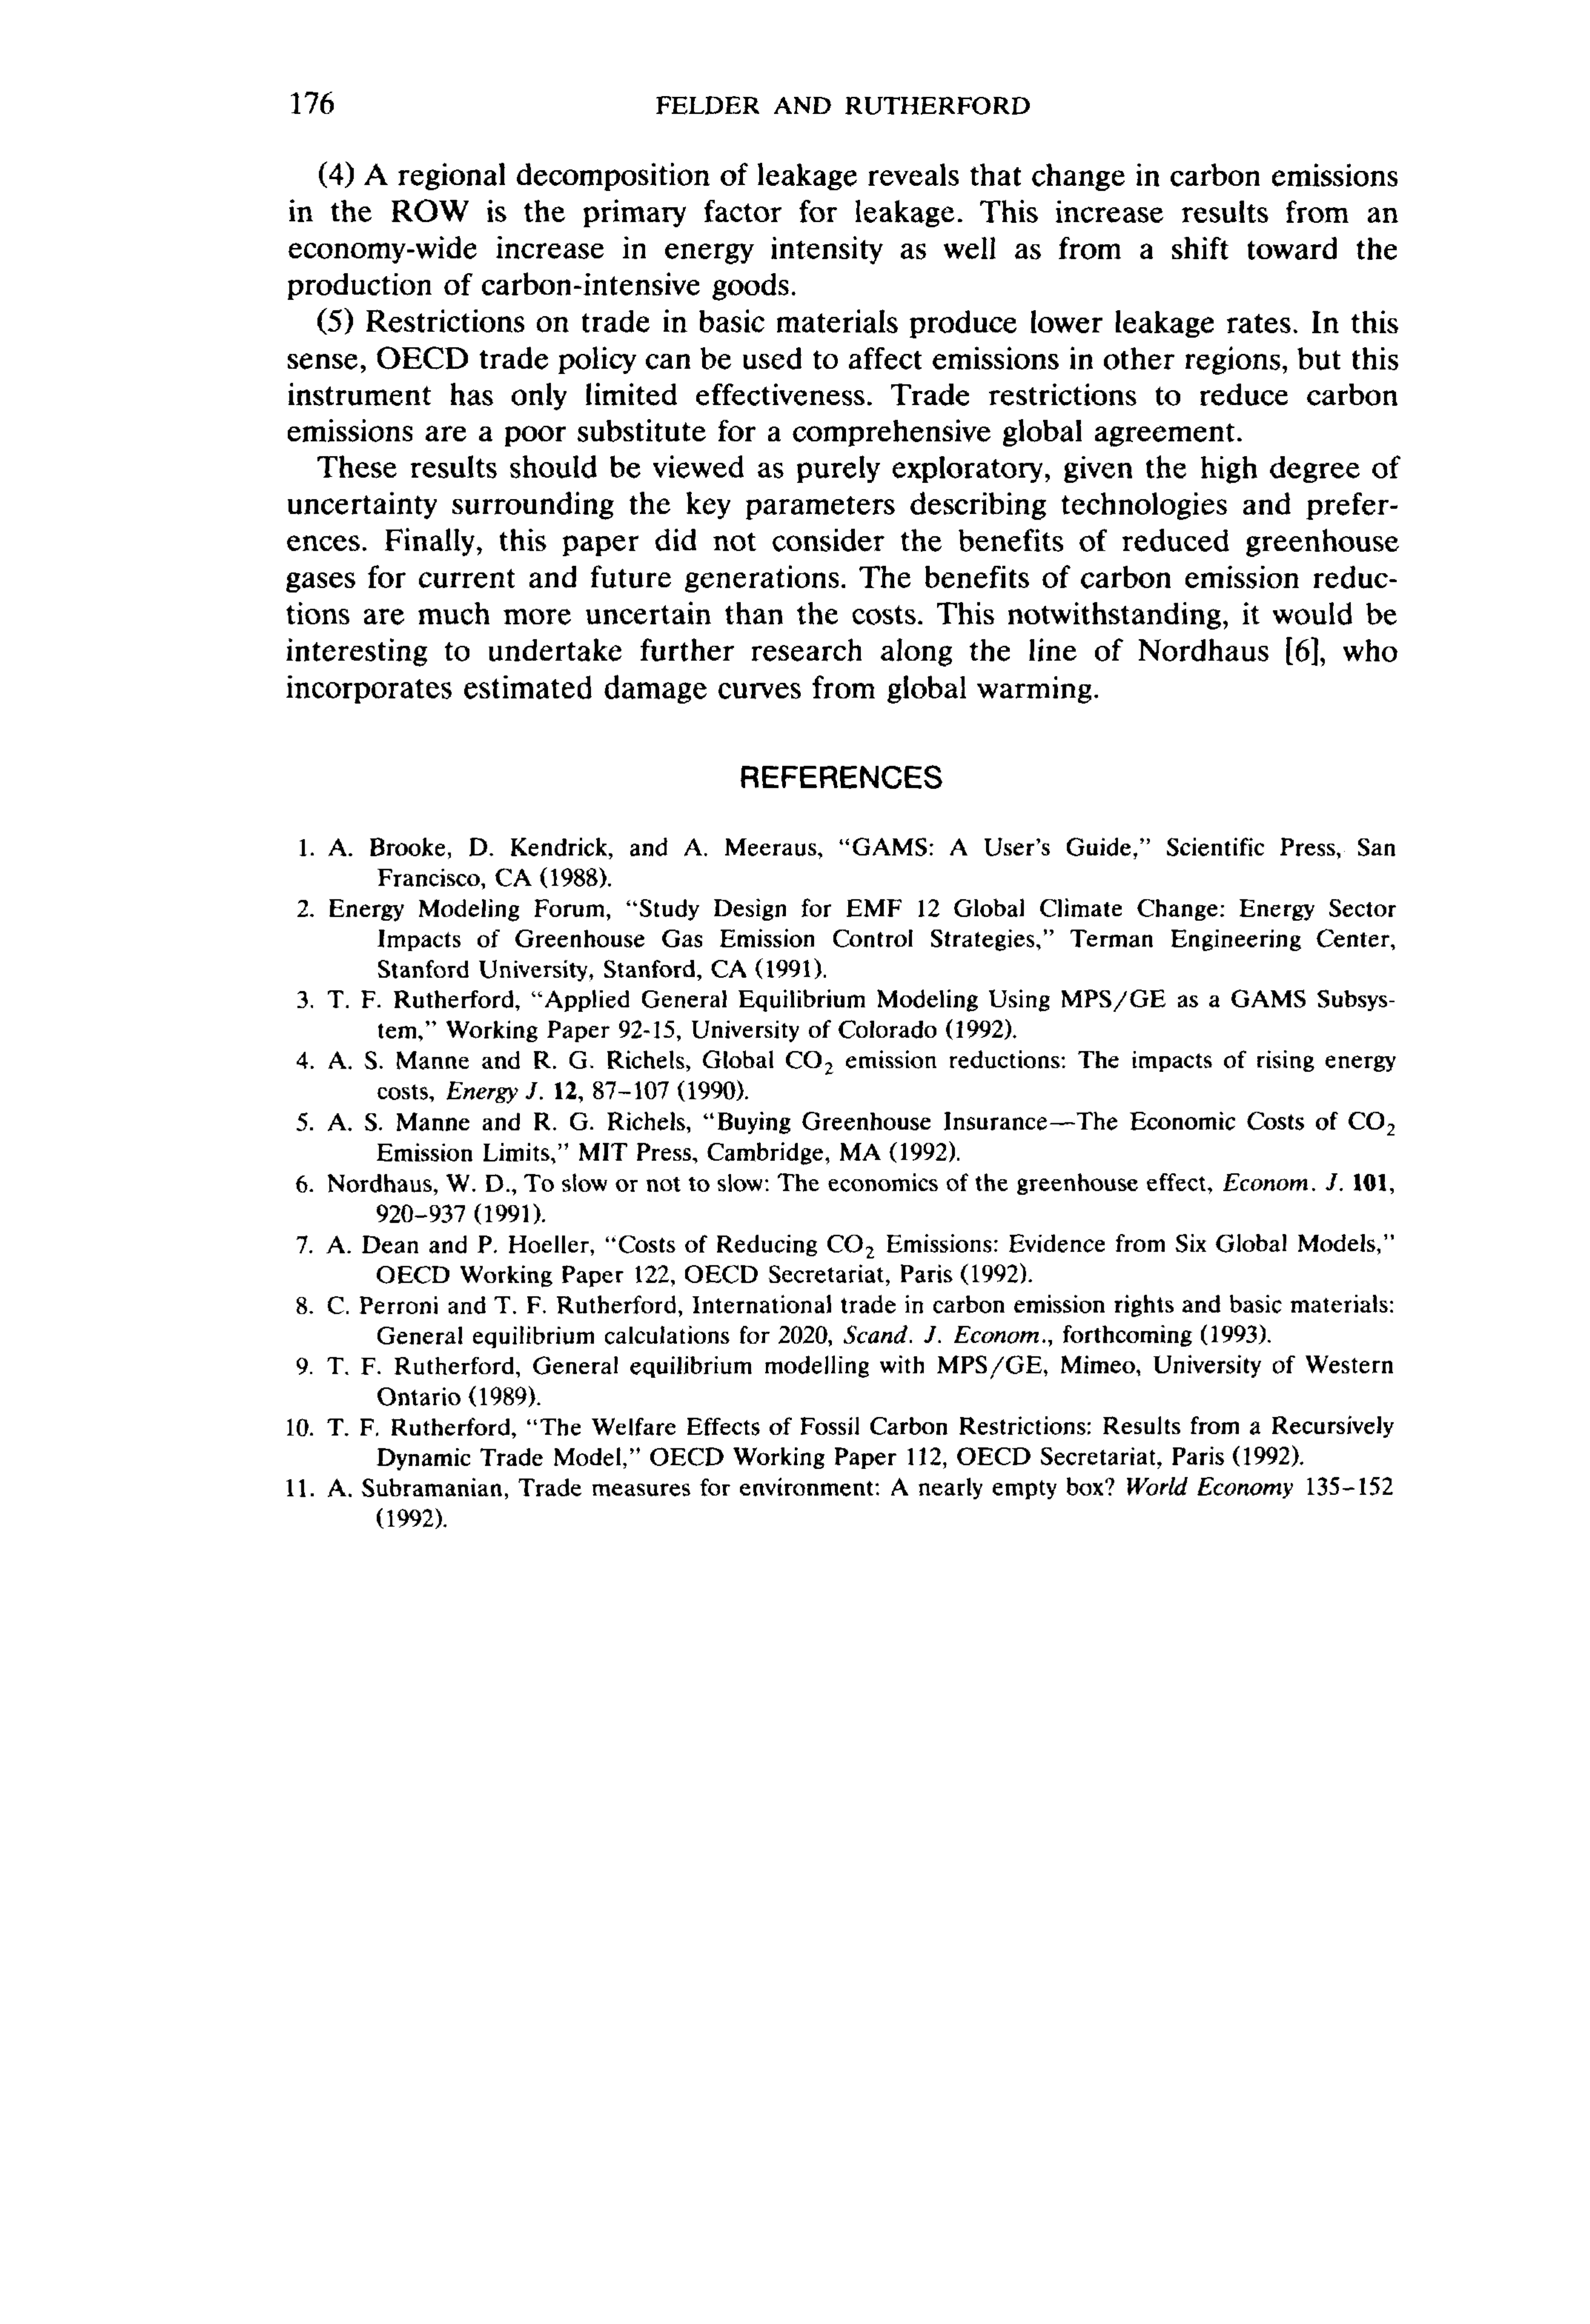 176 FELDER AND RUTHERFORD
(4) A regional decomposition of leakage reveals that change in carbon emissions
in the ROW is the primary factor for leakage. This increase results from an
economy-wide increase in energy intensity as well as from a shift toward the
production of carbon-intensive goods.
(5) Restrictions on trade in basic materials produce lower leakage rates. In this
sense, OECD trade policy can be used to affect emissions in other regions, but this
instrument has only limited effectiveness. Trade restrictions to reduce carbon
emissions are a poor substitute for a comprehensive global agreement.
These results should be viewed as purely exploratory, given the high degree of
uncertainty surrounding the key parameters describing technologies and prefer-
ences. Finally, this paper did not consider the benefits of reduced greenhouse
gases for current and future generations. The benefits of carbon emission reduc-
tions are much more uncertain than the costs. This notwithstanding, it would be
interesting to undertake further research along the line of Nordhaus [6], who
incorporates estimated damage curves from global warming.
REFERENCES
1. A. Brooke, D. Kendrick, and A. Meeraus, “GAMS: A User’s Guide,” Scientific Press, San
Francisco, CA (1988).
2. Energy Modeling Forum, “Study Design for EMF 12 Global Climate Change: Energy Sector
Impacts of Greenhouse Gas Emission Control Strategies,” Terman Engineering Center,
Stanford University, Stanford, CA (1991).
3. T. F. Rutherford, “Applied General Equilibrium Modeling Using MPS/GE as a GAMS Subsys-
tem,” Working Paper 92-15, University of Colorado (1992).
4. A. S. Manne and R. G. Richels, Global CO₂ emission reductions: The impacts of rising energy
costs, Energy J. 12, 87–107 (1990).
5. A. S. Manne and R. G. Richels, “Buying Greenhouse Insurance—The Economic Costs of CO₂
Emission Limits,” MIT Press, Cambridge, MA (1992).
6. Nordhaus, W. D., To slow or not to slow: The economics of the greenhouse effect, Econom. J. 101,
920–937 (1991).
7. A. Dean and P. Hoeller, “Costs of Reducing CO₂ Emissions: Evidence from Six Global Models,”
OECD Working Paper 122, OECD Secretariat, Paris (1992).
8. C. Perroni and T. F. Rutherford, International trade in carbon emission rights and basic materials:
General equilibrium calculations for 2020, Scand. J. Econom., forthcoming (1993).
9. T. F. Rutherford, General equilibrium modelling with MPS/GE, Mimeo, University of Western
Ontario (1989).
10. T. F. Rutherford, “The Welfare Effects of Fossil Carbon Restrictions: Results from a Recursively
Dynamic Trade Model,” OECD Working Paper 112, OECD Secretariat, Paris (1992).
11. A. Subramanian, Trade measures for environment: A nearly empty box? World Economy 135–152
(1992).